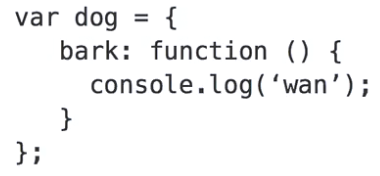 var dog = {
   bark: function () {
     console.log(‘wan’);
   }
};